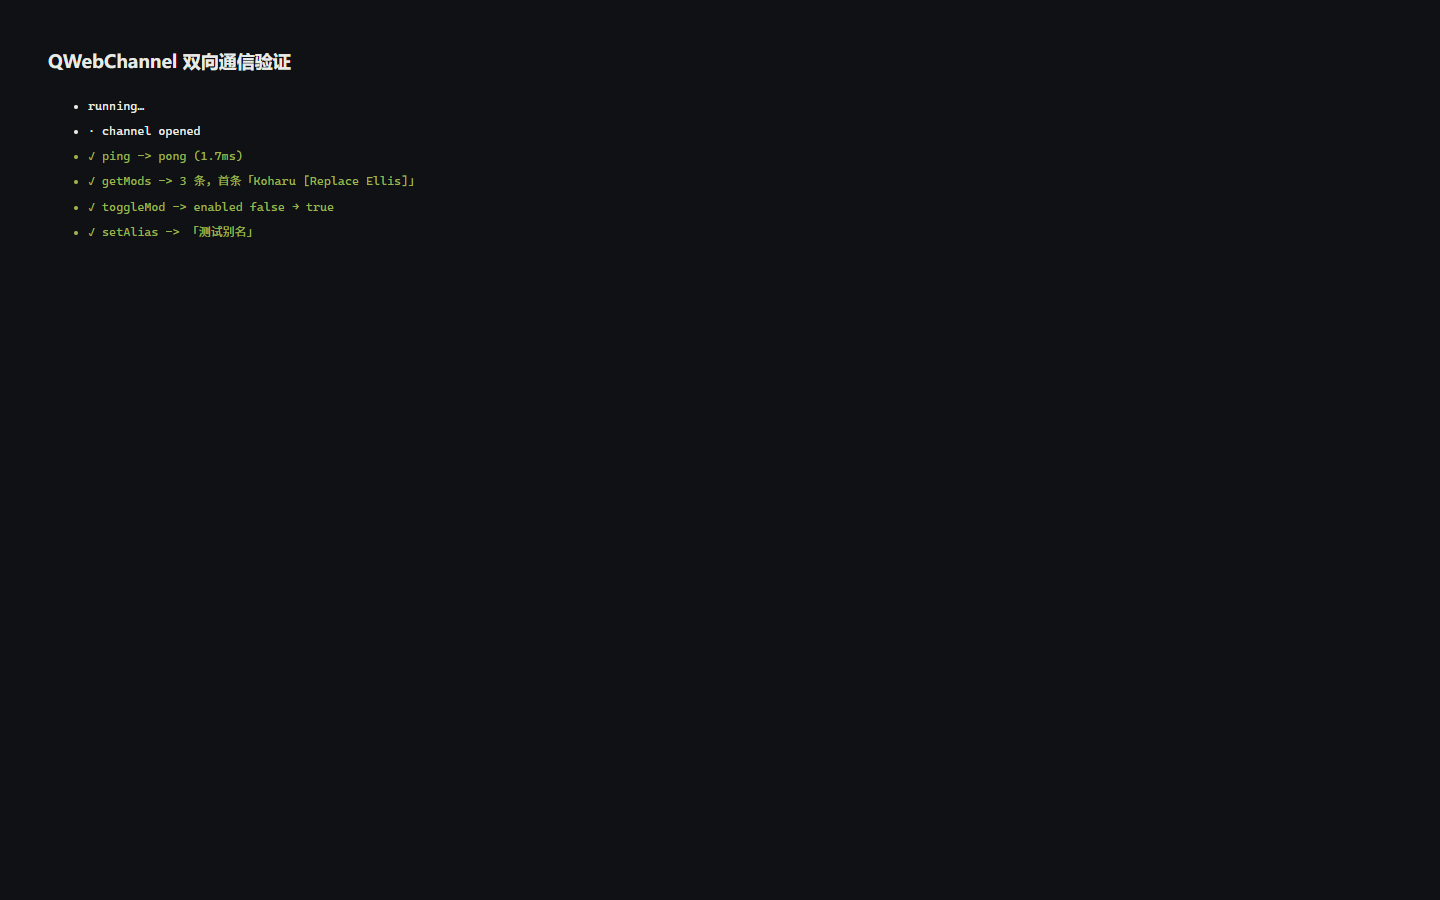 QWebChannel 双向通信验证
• running…
• · channel opened
• ✓ ping —> pong (1.7ms)
• ✓ getMods —> 3 条，首条「Koharu [Replace Ellis]」
• ✓ toggleMod —> enabled false → true
• ✓ setAlias —> 「测试别名」